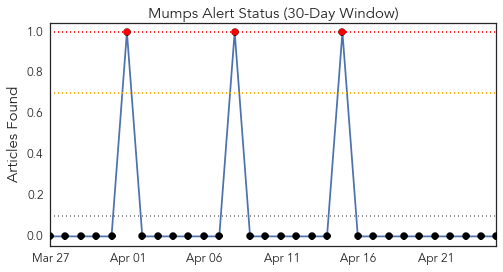 Mumps Alert Status (30-Day Window)
Articles Found
1.0
0.8
0.6
0.4
0.2
0.0
Mar 27 Apr 01 Apr 06 Apr 11 Apr 16 Apr 21